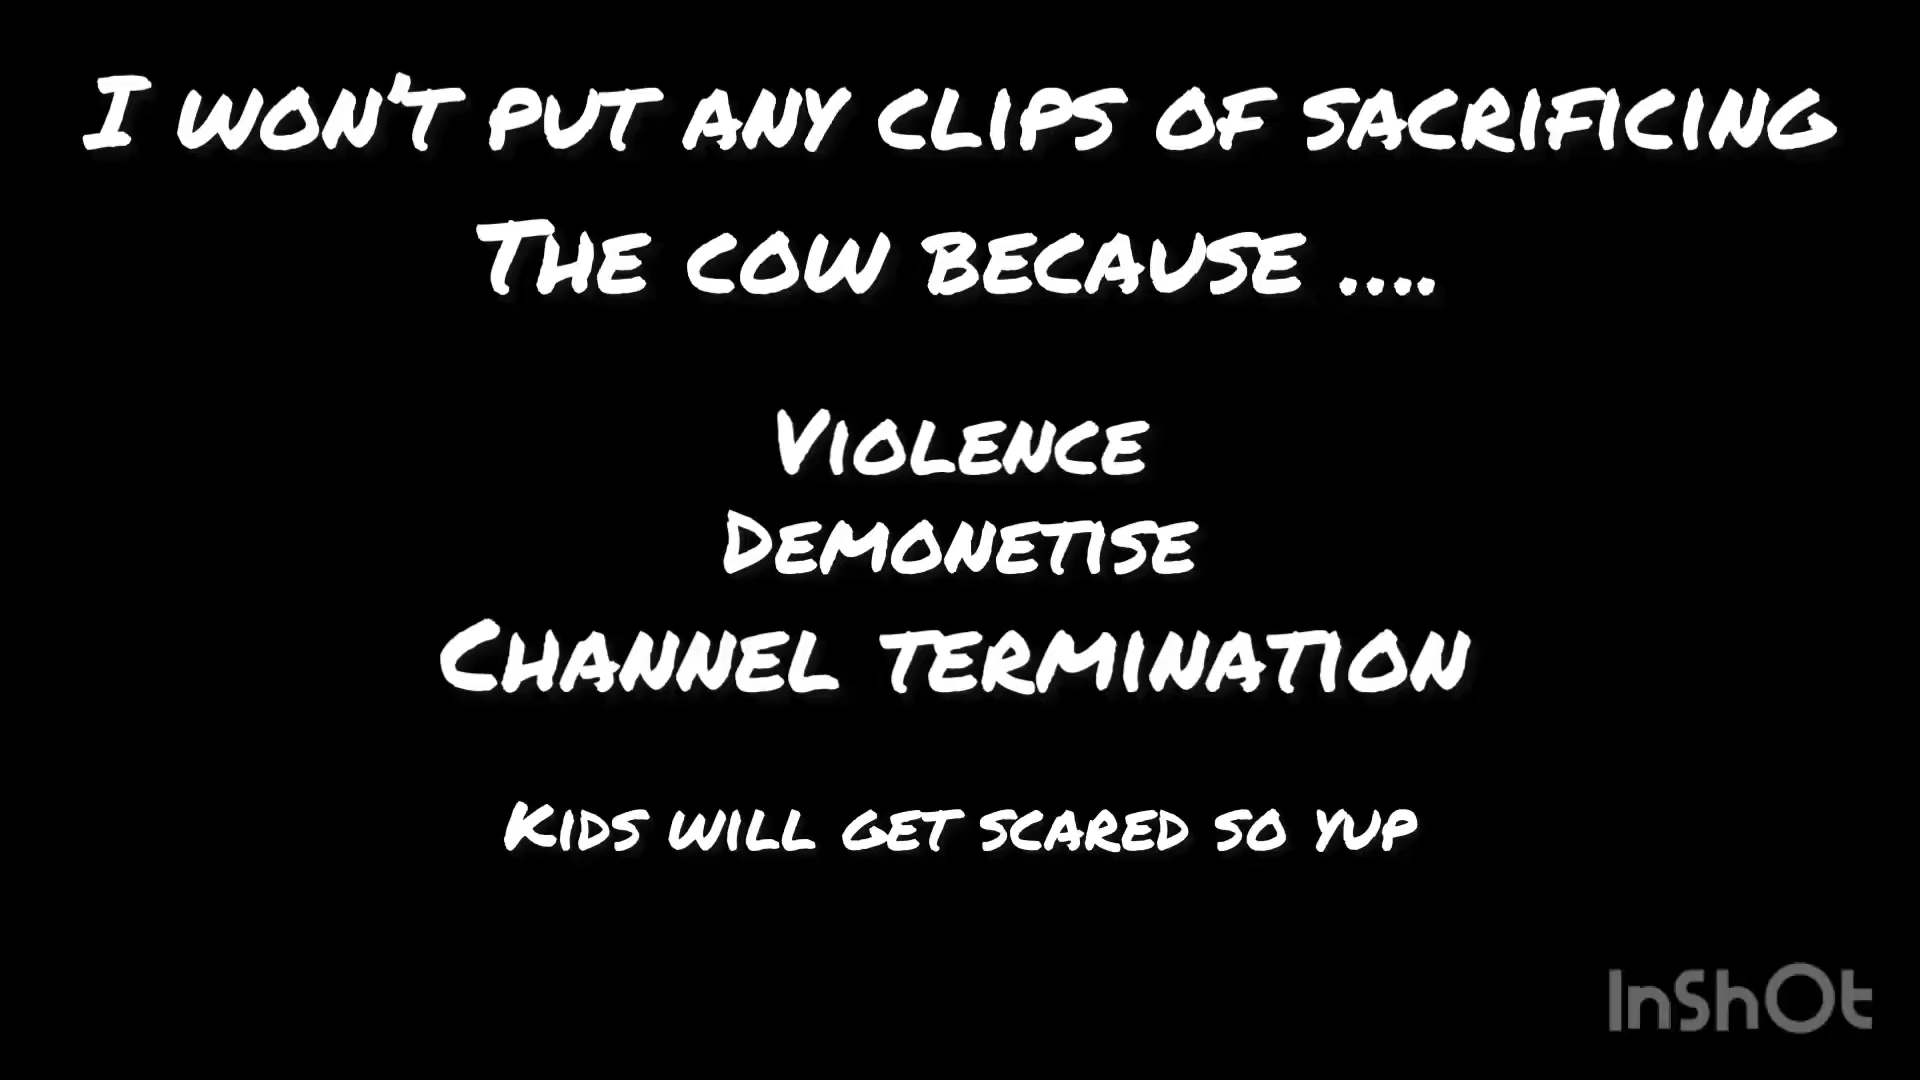 I won't put any clips of sacrificing
The cow because ....
Violence
Demonetise
Channel termination
Kids will get scared so yup
InShOt